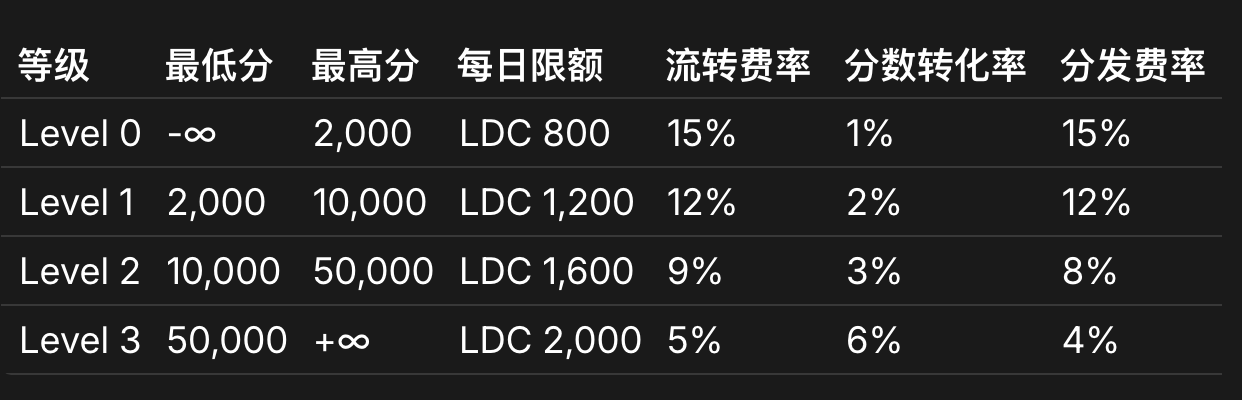 等级 最低分 最高分 每日限额 流转费率 分数转化率 分发费率
Level 0 -∞ 2,000 LDC 800 15% 1% 15%
Level 1 2,000 10,000 LDC 1,200 12% 2% 12%
Level 2 10,000 50,000 LDC 1,600 9% 3% 8%
Level 3 50,000 +∞ LDC 2,000 5% 6% 4%